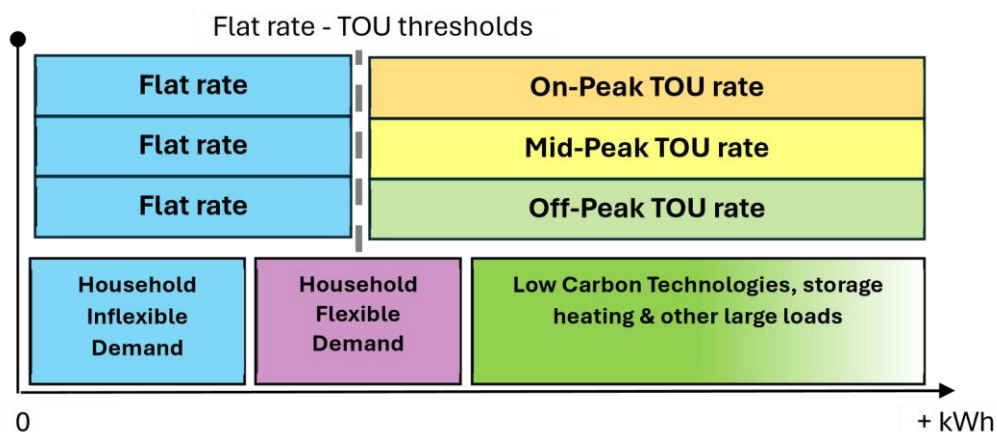 Flat rate - TOU thresholds
Flat rate
On-Peak TOU rate
Flat rate
Mid-Peak TOU rate
Flat rate
Off-Peak TOU rate
Household
Inflexible
Demand
Household
Flexible
Demand
Low Carbon Technologies, storage
heating & other large loads
0
+ kWh